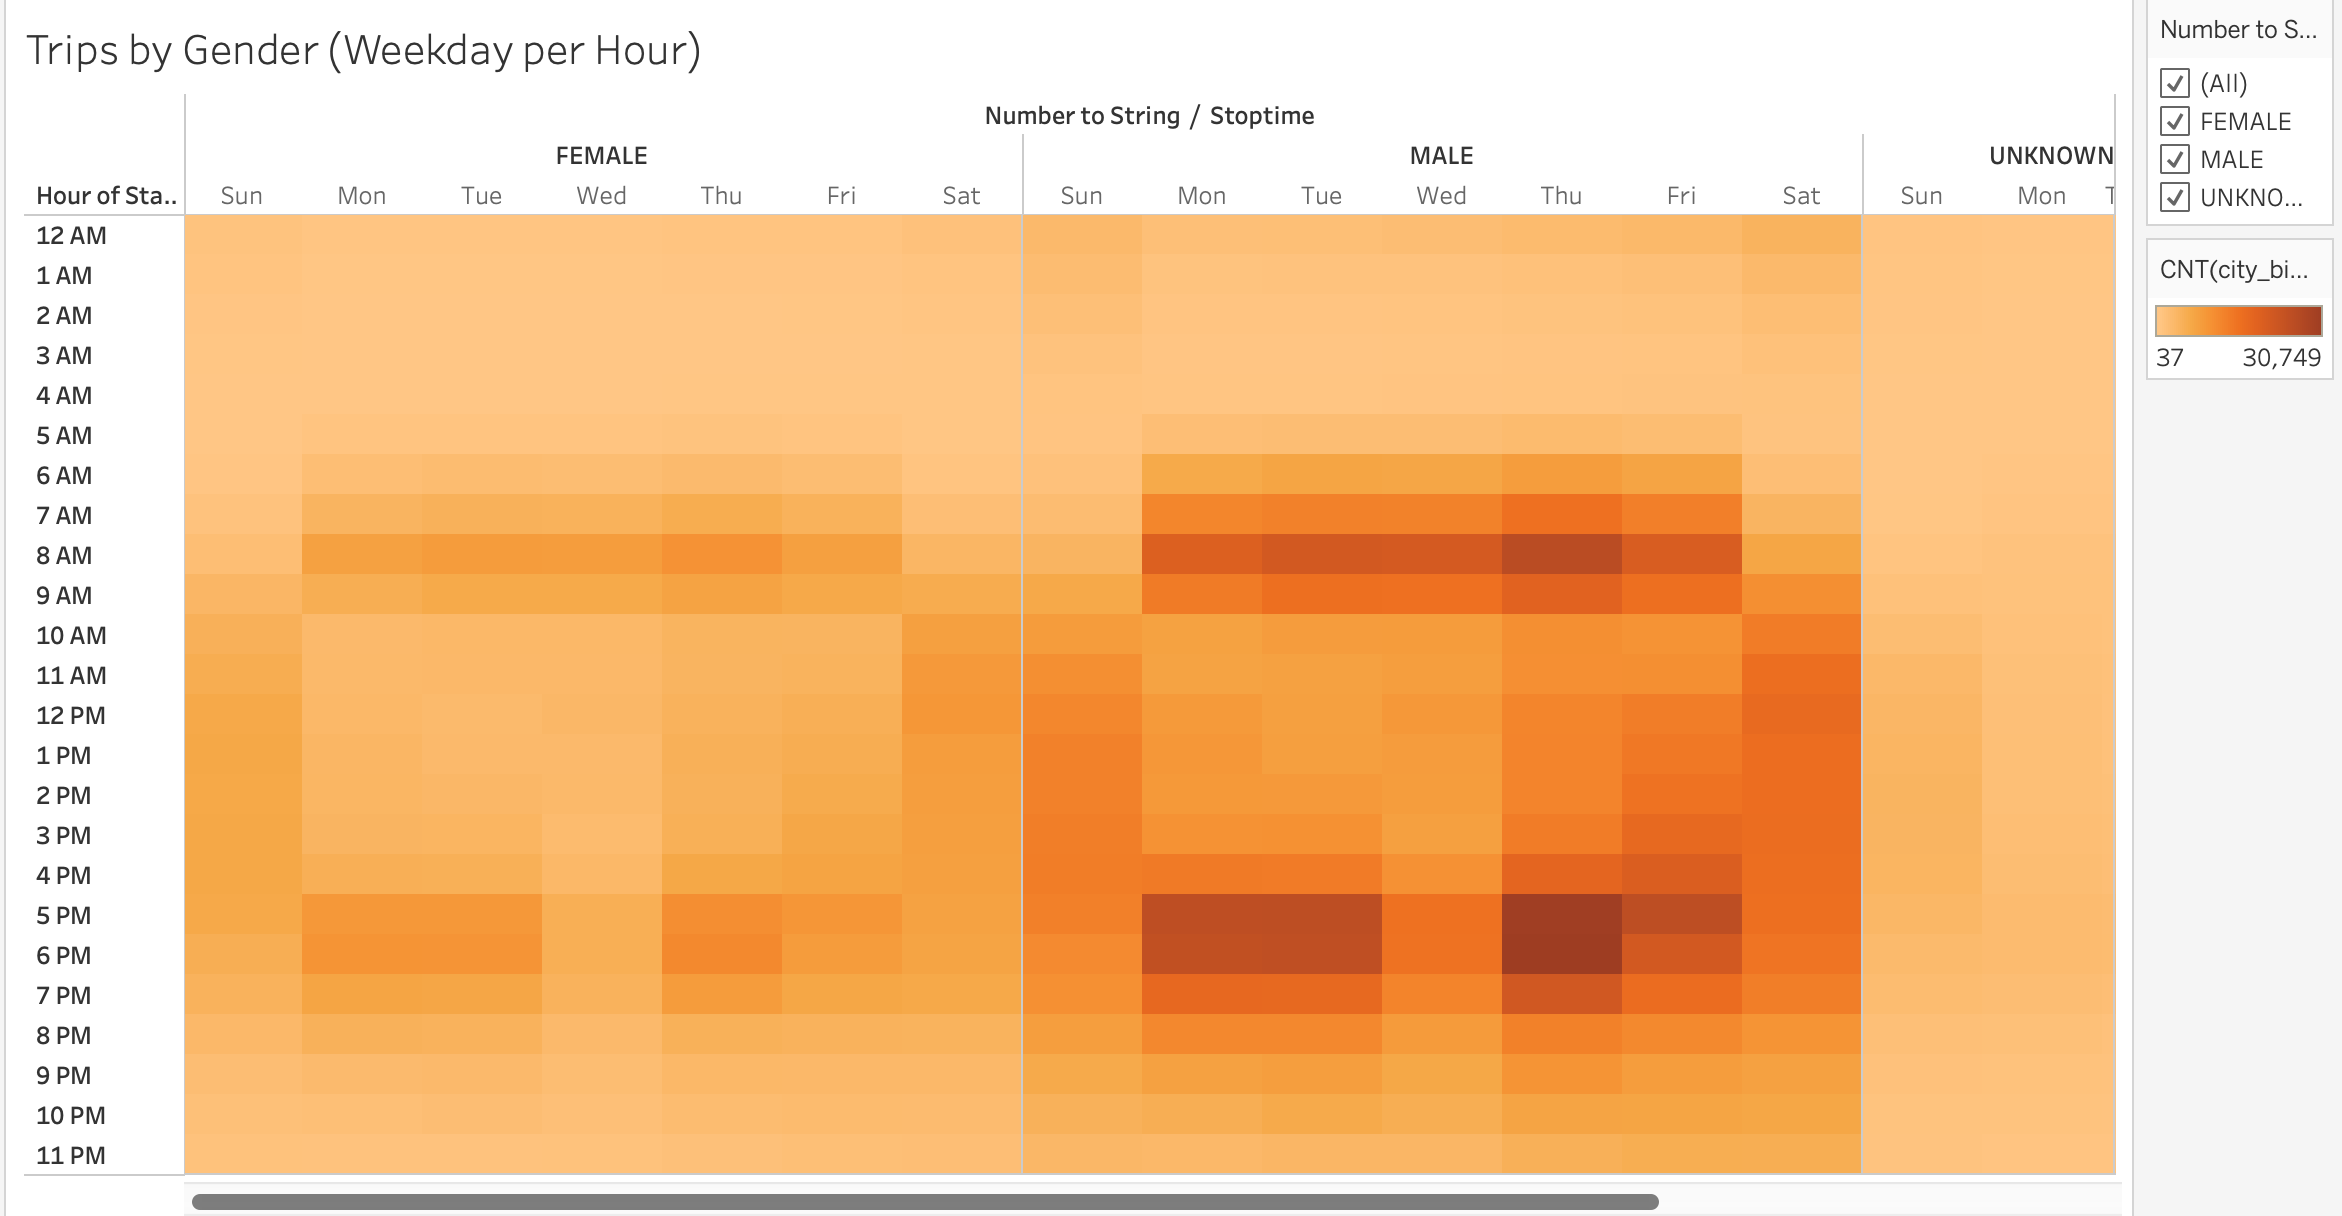 Trips by Gender (Weekday per Hour)
Number to String / Stoptime
FEMALE MALE UNKNOWN
Hour of Sta.. Sun Mon Tue Wed Thu Fri Sat Sun Mon Tue Wed Thu Fri Sat Sun Mon T
12 AM
1 AM
2 AM
3 AM
4 AM
5 AM
6 AM
7 AM
8 AM
9 AM
10 AM
11 AM
12 PM
1 PM
2 PM
3 PM
4 PM
5 PM
6 PM
7 PM
8 PM
9 PM
10 PM
11 PM
Number to S...
(All)
FEMALE
MALE
UNKNO...
CNT(city_bi...
37 30,749